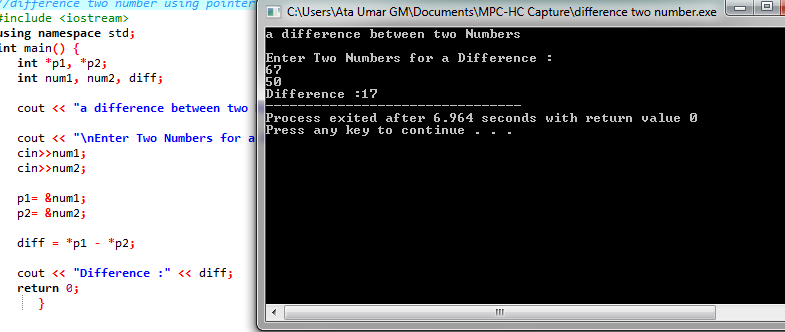 //difference two number using pointer
#include <iostream>
using namespace std;
int main() {
int *p1, *p2;
int num1, num2, diff;
cout << "a difference between two
cout << "\nEnter Two Numbers for a
cin>>num1;
cin>>num2;
p1= &num1;
p2= &num2;
diff = *p1 - *p2;
cout << "Difference :" << diff;
return 0;
}
C:\Users\Ata Umar GM\Documents\MPC-HC Capture\difference two number.exe
a difference between two Numbers
Enter Two Numbers for a Difference :
67
50
Difference :17
--------------------------------
Process exited after 6.964 seconds with return value 0
Press any key to continue . . .